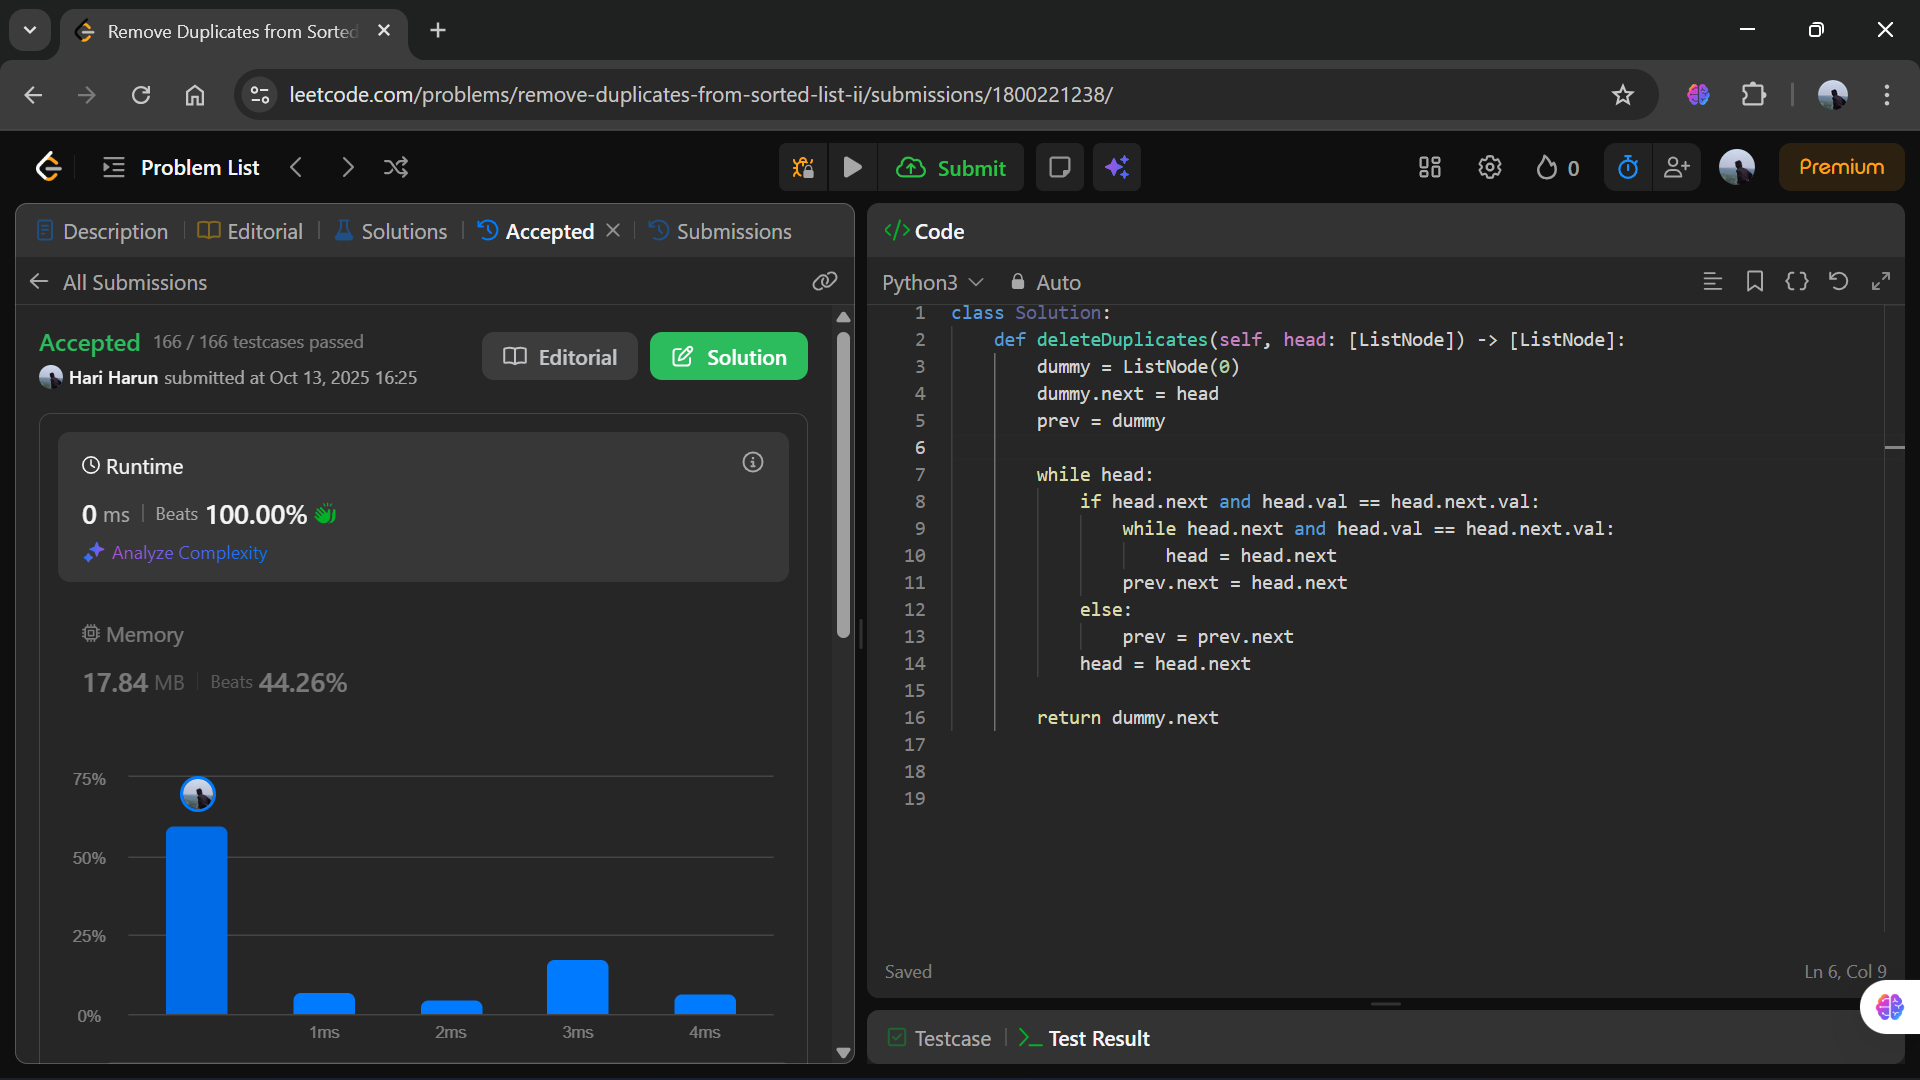 Remove Duplicates from Sorted
leetcode.com/problems/remove-duplicates-from-sorted-list-ii/submissions/1800221238/
Problem List
Submit
0
Premium
Description
Editorial
Solutions
Accepted
Submissions
All Submissions
Accepted 166 / 166 testcases passed
Hari Harun submitted at Oct 13, 2025 16:25
Editorial
Solution
Runtime
0 ms Beats 100.00%
Analyze Complexity
Memory
17.84 MB Beats 44.26%
75%
50%
25%
0%
1ms 2ms 3ms 4ms
</> Code
Python3
Auto
1 class Solution:
2     def deleteDuplicates(self, head: [ListNode]) -> [ListNode]:
3         dummy = ListNode(0)
4         dummy.next = head
5         prev = dummy
6
7         while head:
8             if head.next and head.val == head.next.val:
9                 while head.next and head.val == head.next.val:
10                     head = head.next
11                 prev.next = head.next
12             else:
13                 prev = prev.next
14             head = head.next
15
16         return dummy.next
17
18
19
Saved
Ln 6, Col 9
Testcase
Test Result